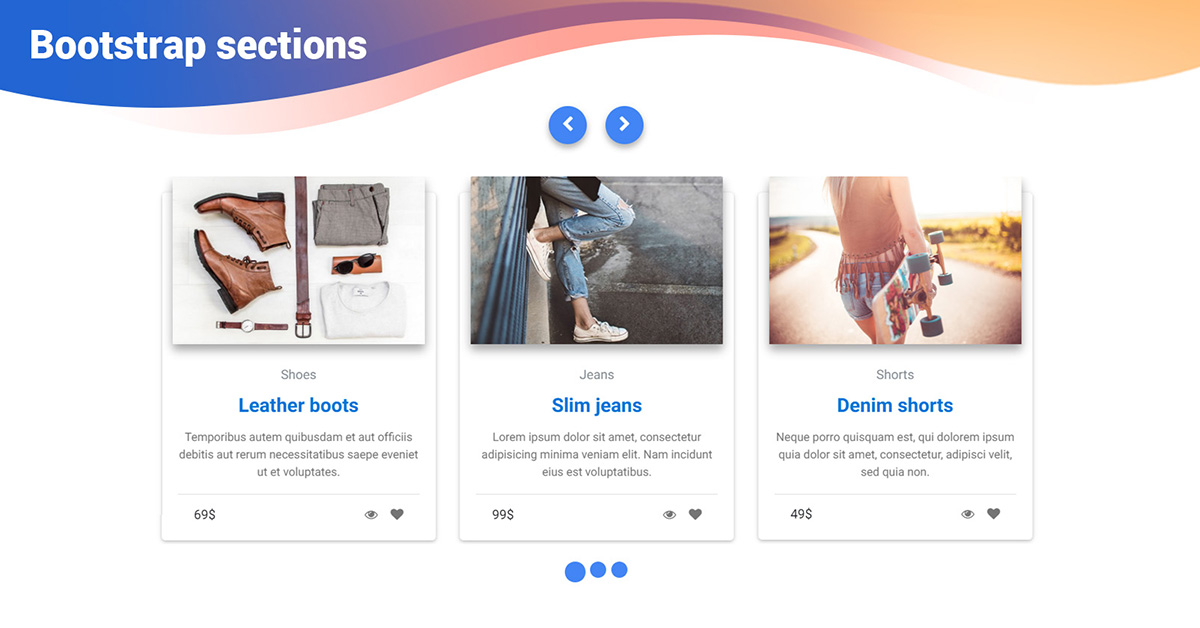 Bootstrap sections
Shoes
Leather boots
Temporibus autem quibusdam et aut officiis
debitis aut rerum necessitatibus saepe eveniet
ut et voluptates.
69$
Jeans
Slim jeans
Lorem ipsum dolor sit amet, consectetur
adipisicing minima veniam elit. Nam incidunt
eius est voluptatibus.
99$
Shorts
Denim shorts
Neque porro quisquam est, qui dolorem ipsum
quia dolor sit amet, consectetur, adipisci velit,
sed quia non.
49$